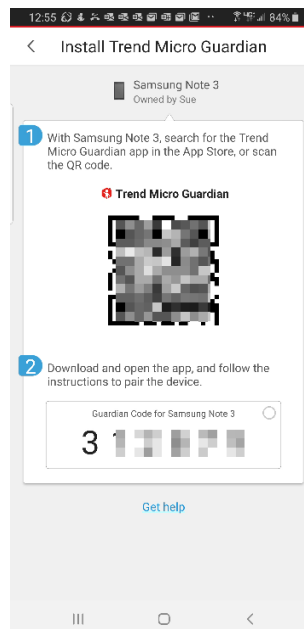 12:55 84%
Install Trend Micro Guardian
Samsung Note 3
Owned by Sue
1 With Samsung Note 3, search for the Trend
Micro Guardian app in the App Store, or scan
the QR code.
Trend Micro Guardian
2 Download and open the app, and follow the
instructions to pair the device.
Guardian Code for Samsung Note 3
3
Get help